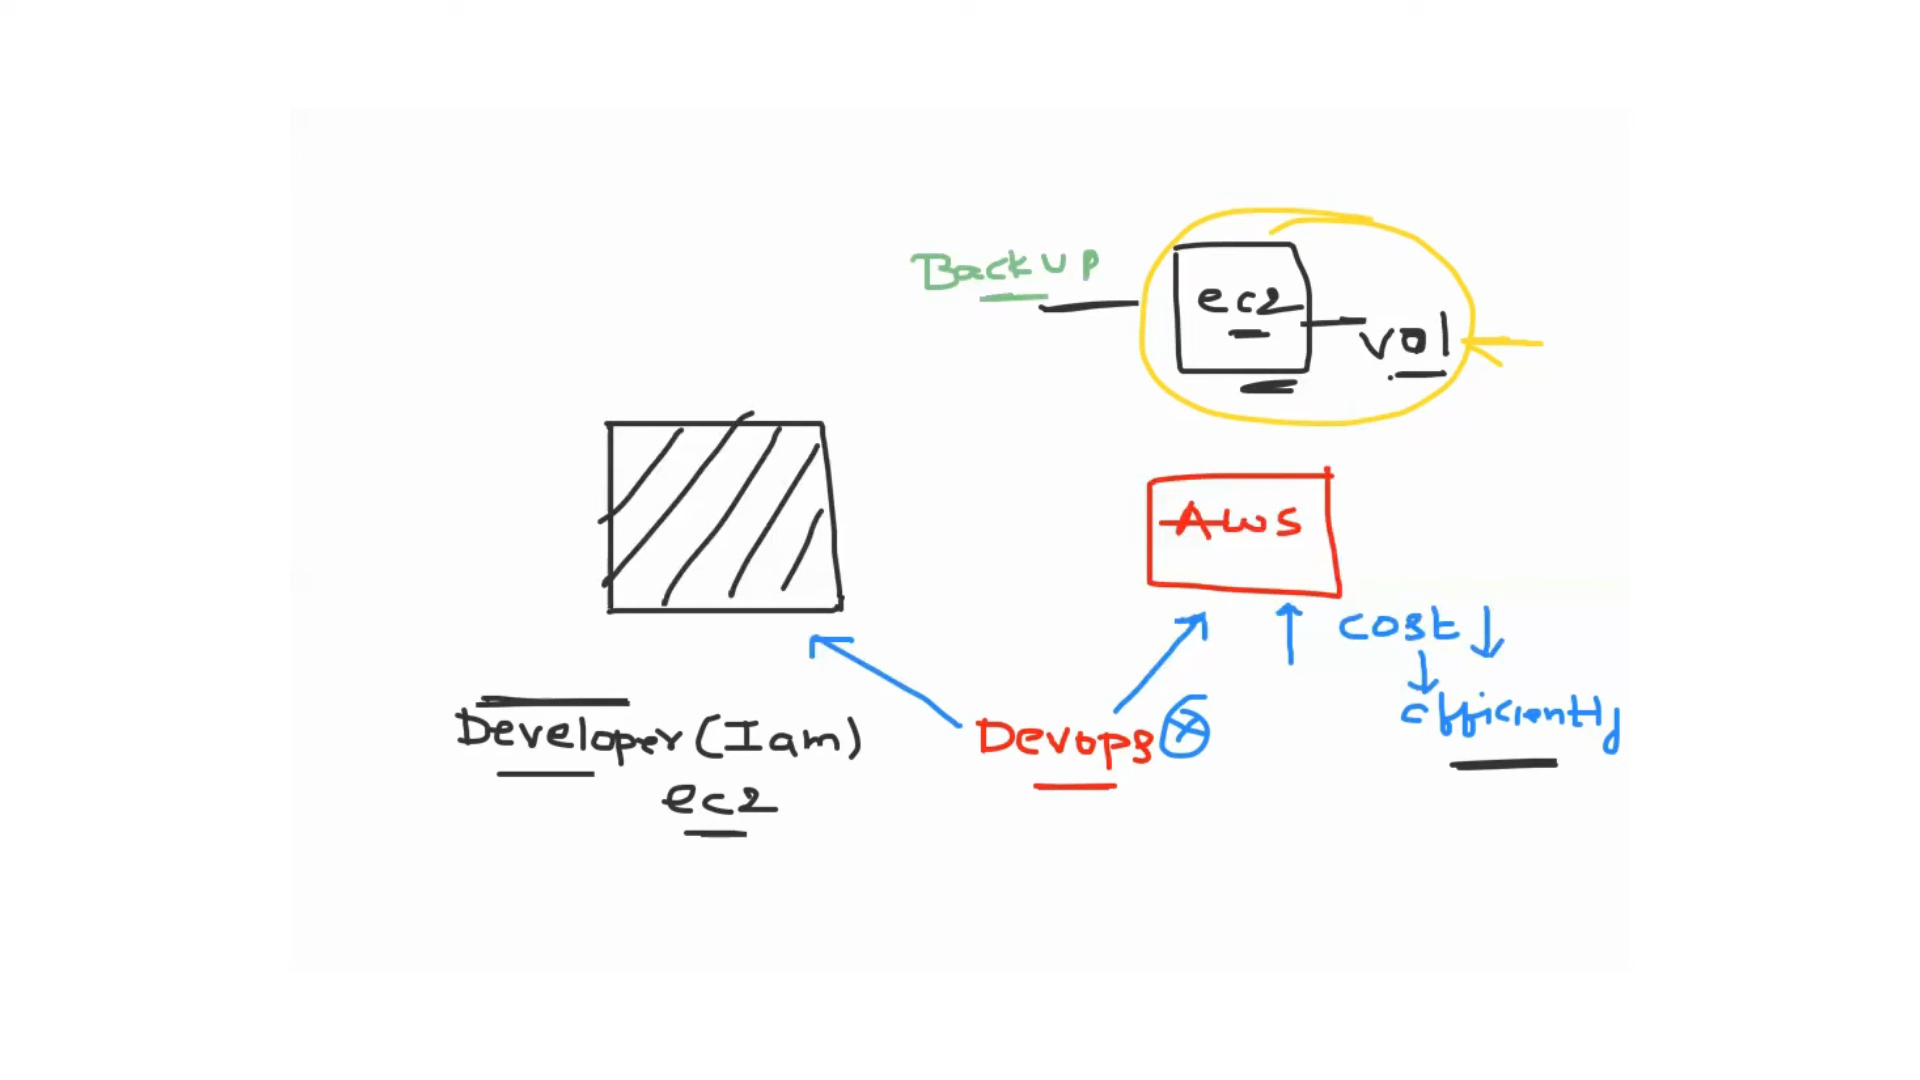 Backup
ec2
vol
AWS
cost
efficiently
Developer (Iam)
Devops
ec2